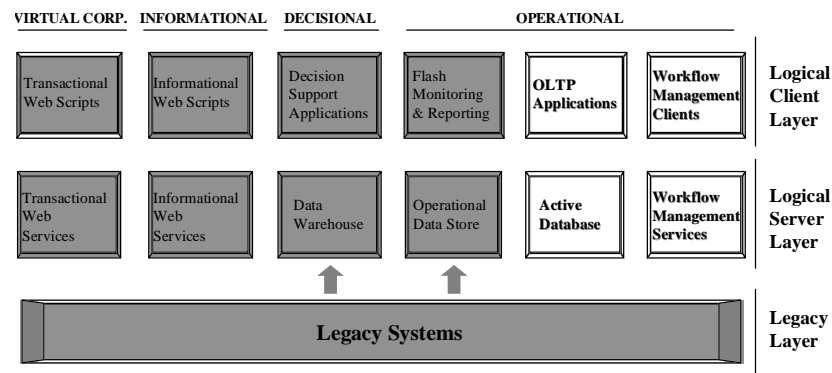 VIRTUAL CORP. INFORMATIONAL DECISIONAL OPERATIONAL
Transactional
Web Scripts
Informational
Web Scripts
Decision
Support
Applications
Flash
Monitoring
& Reporting
OLTP
Applications
Workflow
Management
Clients
Logical
Client
Layer
Transactional
Web
Services
Informational
Web
Services
Data
Warehouse
Operational
Data Store
Active
Database
Workflow
Management
Services
Logical
Server
Layer
Legacy Systems
Legacy
Layer